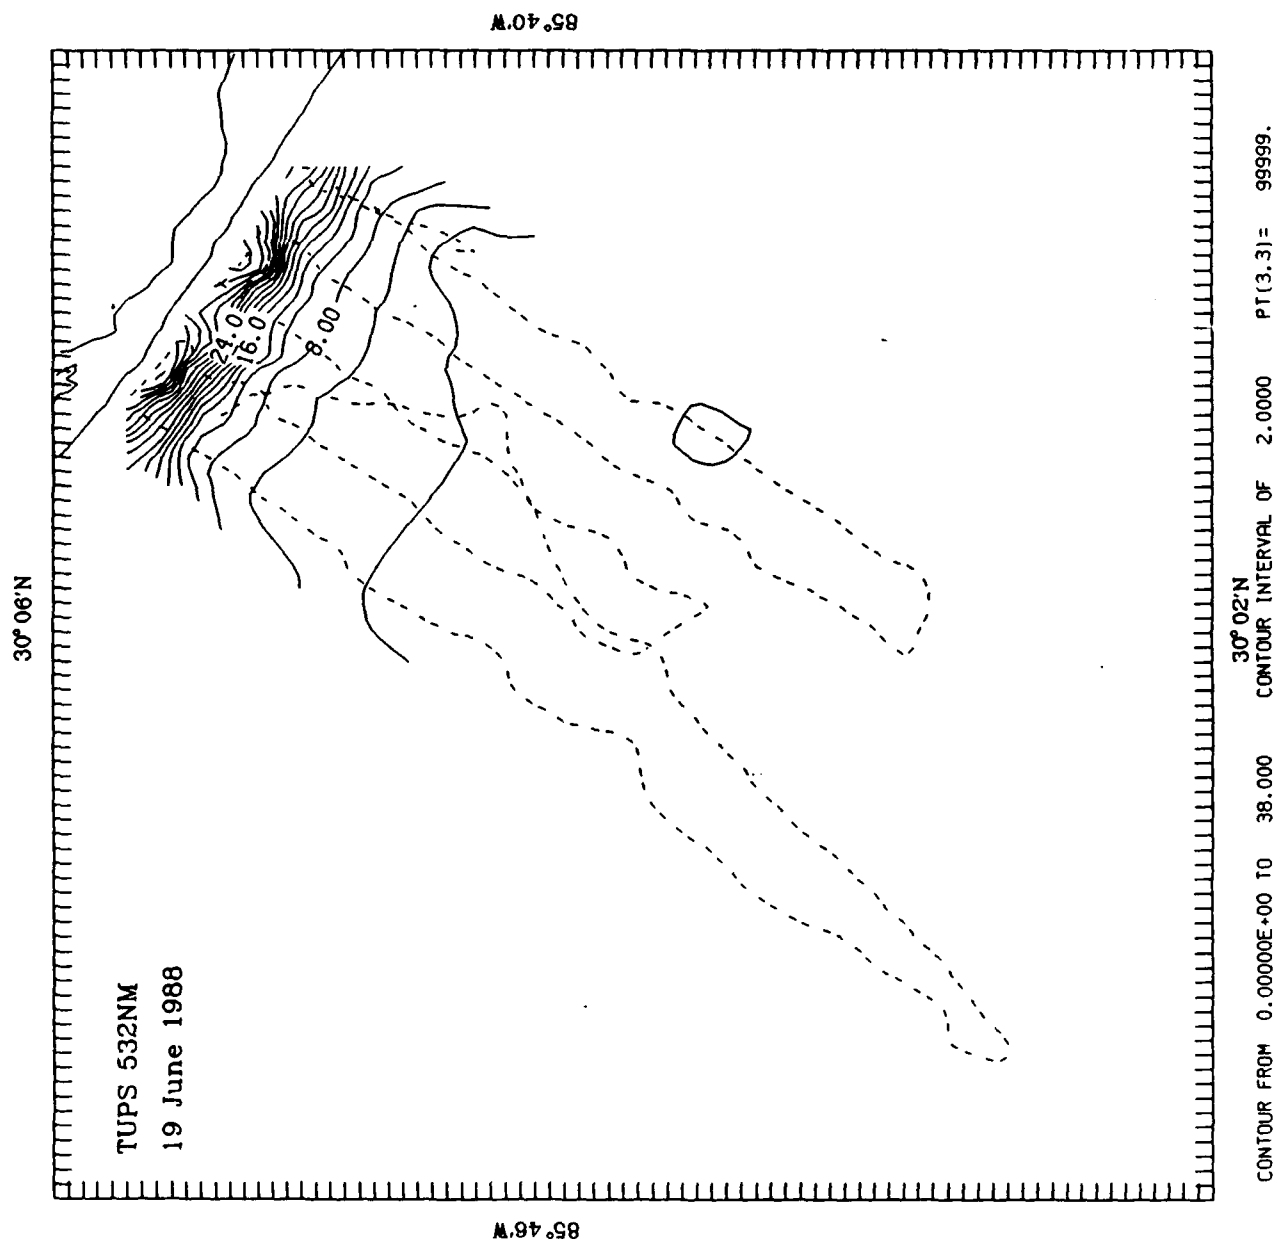 TUPS 532NM
19 June 1988
30° 06'N
85° 46'W
85° 40'W
24.0
16.0
8.00
30° 02'N
CONTOUR FROM 0.00000E+00 TO 38.000 CONTOUR INTERVAL OF 2.0000 PT(3,3)= 99999.